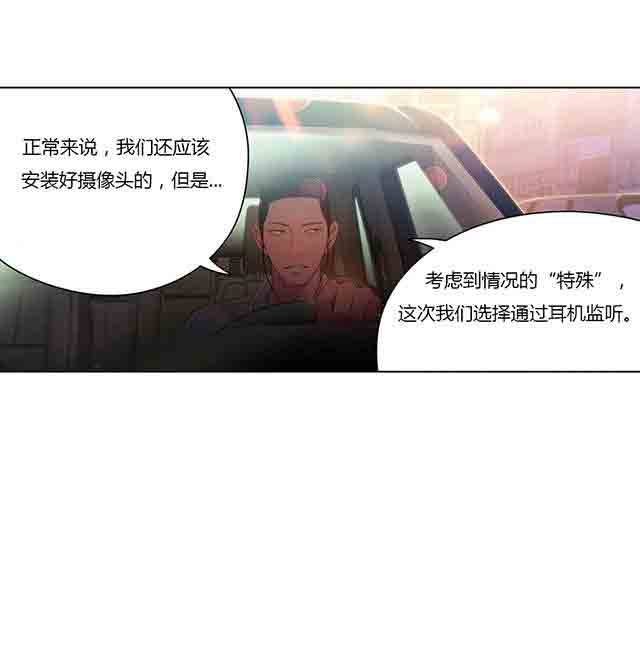 正常来说，我们还应该
安装好摄像头的，但是...
考虑到情况的“特殊”，
这次我们选择通过耳机监听。